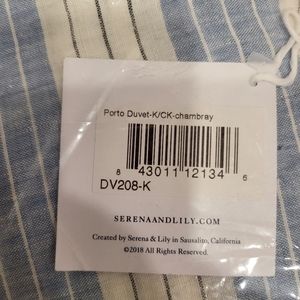 Porto Duvet-K/CK-chambray
8 43011 12134 6
DV208-K
SERENAANDLILY.COM
Created by Serena & Lily in Sausalito, California
©2018 All Rights Reserved.